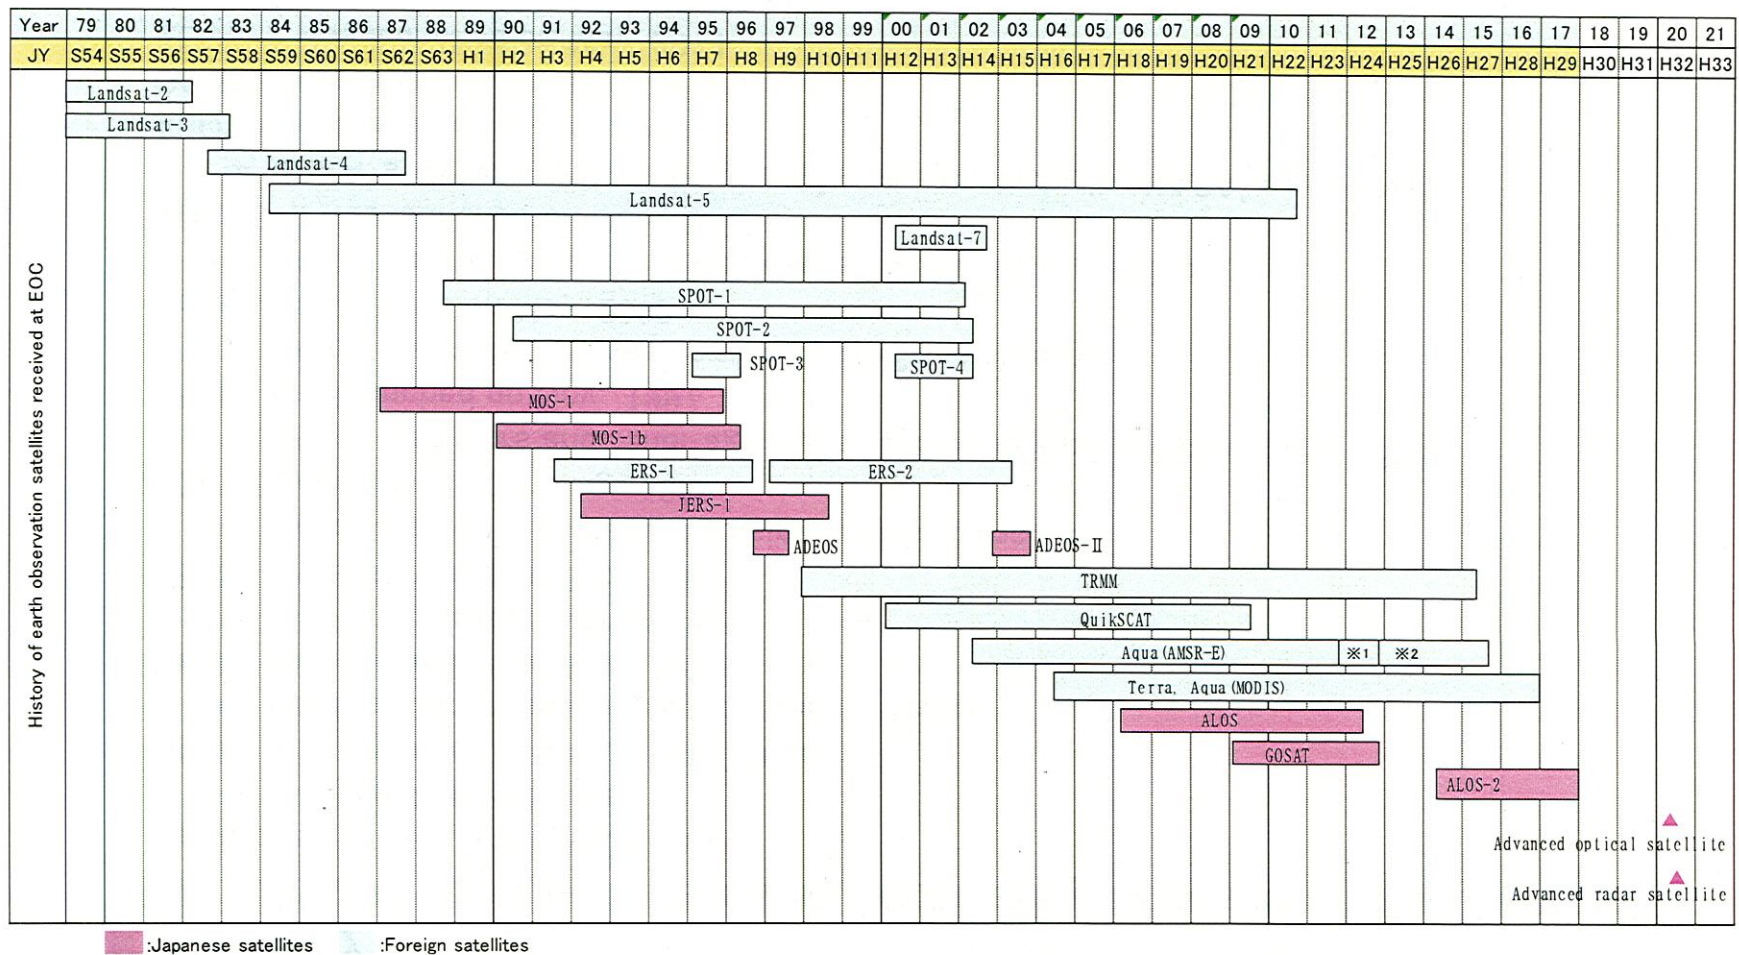 Year 79 80 81 82 83 84 85 86 87 88 89 90 91 92 93 94 95 96 97 98 99 00 01 02 03 04 05 06 07 08 09 10 11 12 13 14 15 16 17 18 19 20 21
JY S54 S55 S56 S57 S58 S59 S60 S61 S62 S63 H1 H2 H3 H4 H5 H6 H7 H8 H9 H10 H11 H12 H13 H14 H15 H16 H17 H18 H19 H20 H21 H22 H23 H24 H25 H26 H27 H28 H29 H30 H31 H32 H33
History of earth observation satellites received at EOC
Landsat-2
Landsat-3
Landsat-4
Landsat-5
Landsat-7
SPOT-1
SPOT-2
SPOT-3 SPOT-4
MOS-1
MOS-1b
ERS-1 ERS-2
JERS-1
ADEOS ADEOS-II
TRMM
QuikSCAT
Aqua(AMSR-E) ※1 ※2
Terra, Aqua(MODIS)
ALOS
GOSAT
ALOS-2
Advanced optical satellite
Advanced radar satellite
:Japanese satellites :Foreign satellites